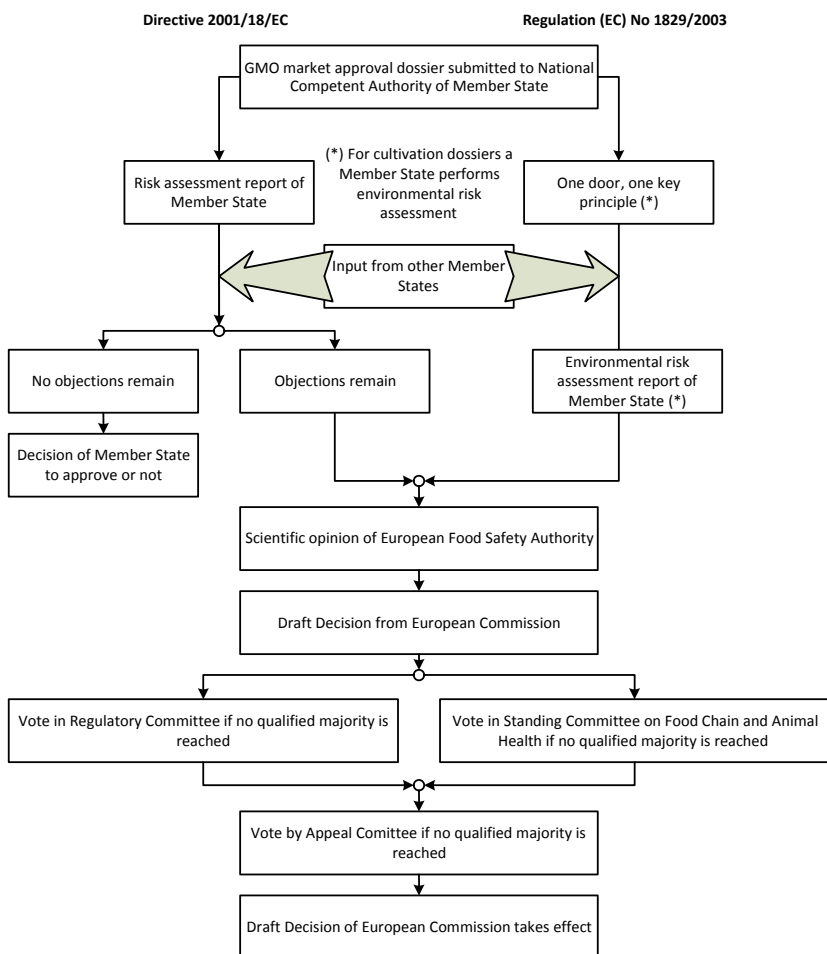 Directive 2001/18/EC
Regulation (EC) No 1829/2003
GMO market approval dossier submitted to National
Competent Authority of Member State
Risk assessment report of
Member State
(*) For cultivation dossiers a
Member State performs
environmental risk
assessment
One door, one key
principle (*)
Input from other Member
States
No objections remain
Objections remain
Environmental risk
assessment report of
Member State (*)
Decision of Member State
to approve or not
Scientific opinion of European Food Safety Authority
Draft Decision from European Commission
Vote in Regulatory Committee if no qualified majority is
reached
Vote in Standing Committee on Food Chain and Animal
Health if no qualified majority is reached
Vote by Appeal Comittee if no qualified majority is
reached
Draft Decision of European Commission takes effect